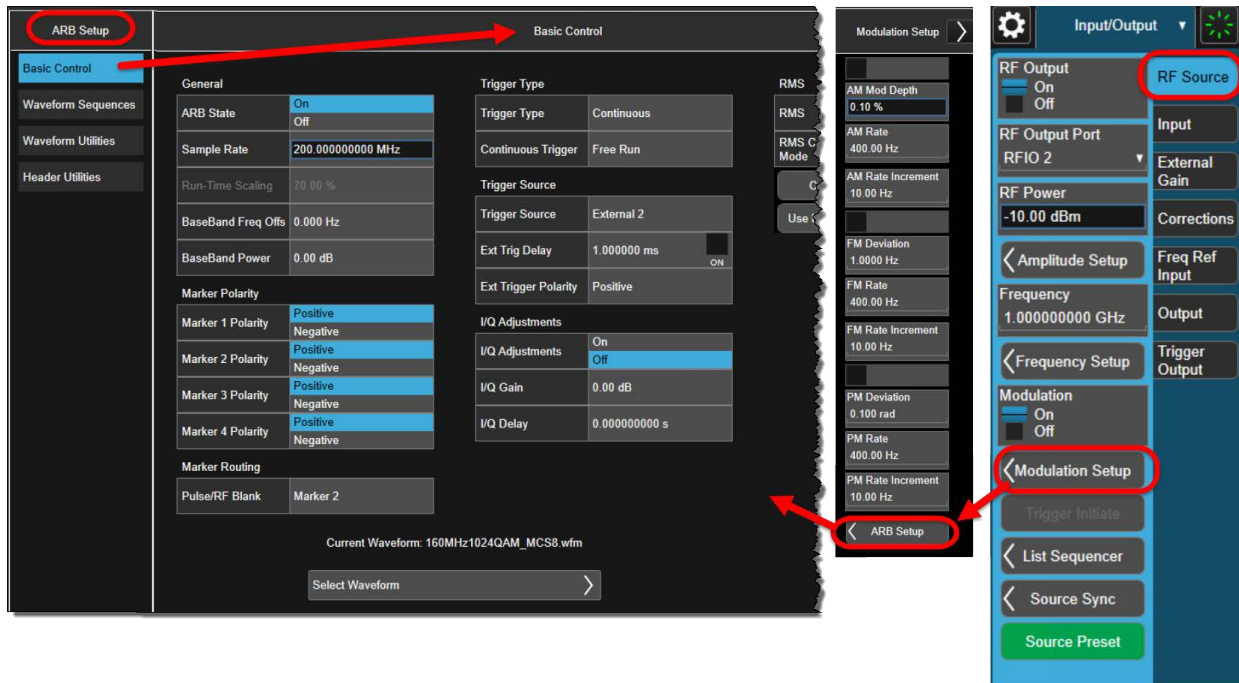 ARB Setup
Basic Control
Waveform Sequences
Waveform Utilities
Header Utilities
Basic Control
General
ARB State
On
Off
Sample Rate
200.000000000 MHz
Run-Time Scaling
70.00 %
BaseBand Freq Offs
0.000 Hz
BaseBand Power
0.00 dB
Marker Polarity
Marker 1 Polarity
Positive
Negative
Marker 2 Polarity
Positive
Negative
Marker 3 Polarity
Positive
Negative
Marker 4 Polarity
Positive
Negative
Marker Routing
Pulse/RF Blank
Marker 2
Trigger Type
Trigger Type
Continuous
Continuous Trigger
Free Run
Trigger Source
Trigger Source
External 2
Ext Trig Delay
1.000000 ms
ON
Ext Trigger Polarity
Positive
I/Q Adjustments
I/Q Adjustments
On
Off
I/Q Gain
0.00 dB
I/Q Delay
0.000000000 s
RMS
RMS
RMS C
Mode
C
Use
Current Waveform: 160MHz1024QAM_MCS8.wfm
Select Waveform
Modulation Setup
AM Mod Depth
0.10 %
AM Rate
400.00 Hz
AM Rate Increment
10.00 Hz
FM Deviation
1.0000 Hz
FM Rate
400.00 Hz
FM Rate Increment
10.00 Hz
PM Deviation
0.100 rad
PM Rate
400.00 Hz
PM Rate Increment
10.00 Hz
ARB Setup
Input/Output
RF Output
On
Off
RF Output Port
RFIO 2
RF Power
-10.00 dBm
Amplitude Setup
Frequency
1.000000000 GHz
Frequency Setup
Modulation
On
Off
Modulation Setup
Trigger Initiate
List Sequencer
Source Sync
Source Preset
RF Source
Input
External
Gain
Corrections
Freq Ref
Input
Output
Trigger
Output